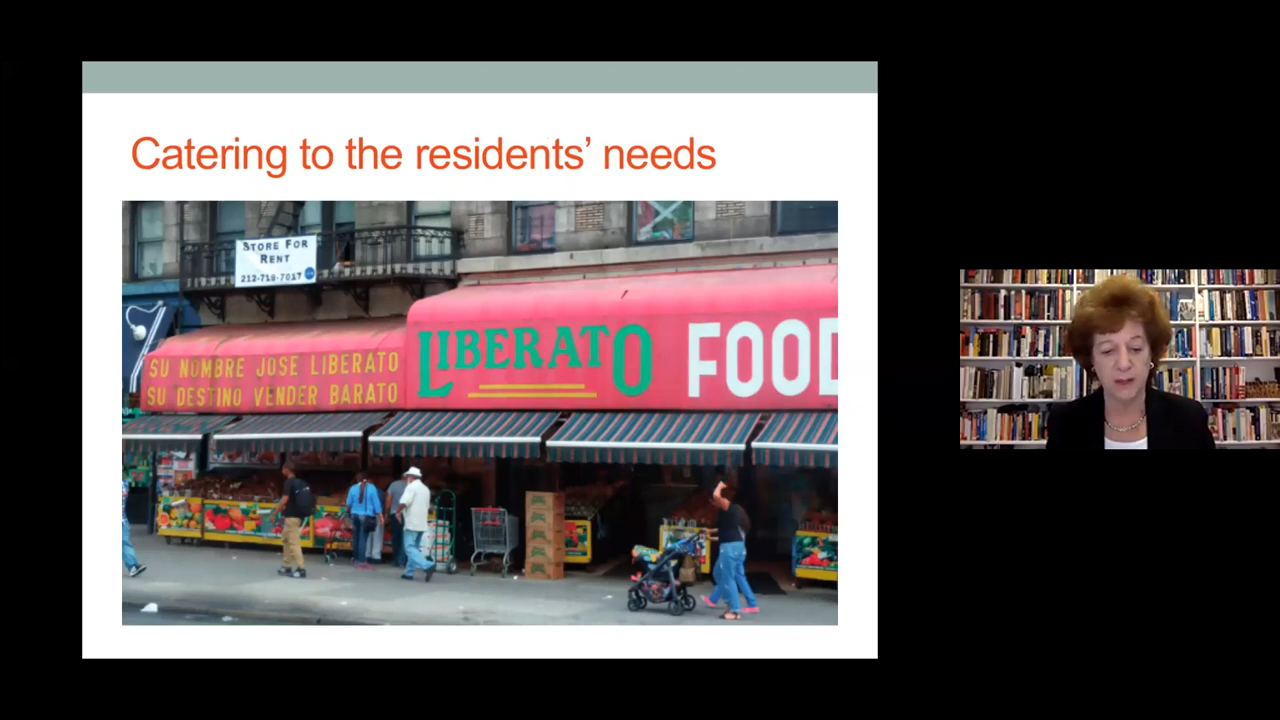 Catering to the residents’ needs
STORE FOR
RENT
212-718-7017
SU NOMBRE JOSE LIBERATO
SU DESTINO VENDER BARATO
LIBERATO
FOOD